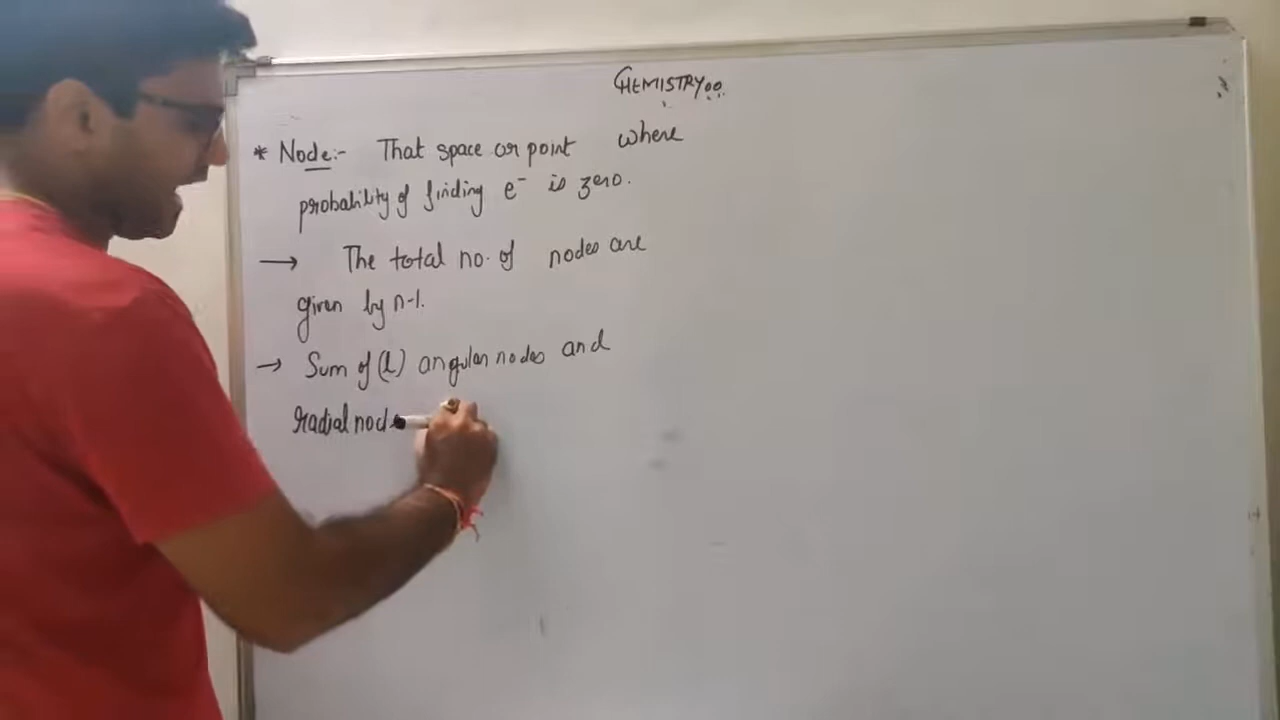 CHEMISTRY
* Node:- That space or point where
probability of finding e⁻ is zero.
→ The total no. of nodes are
given by n-1.
→ Sum of (l) angular nodes and
radial node